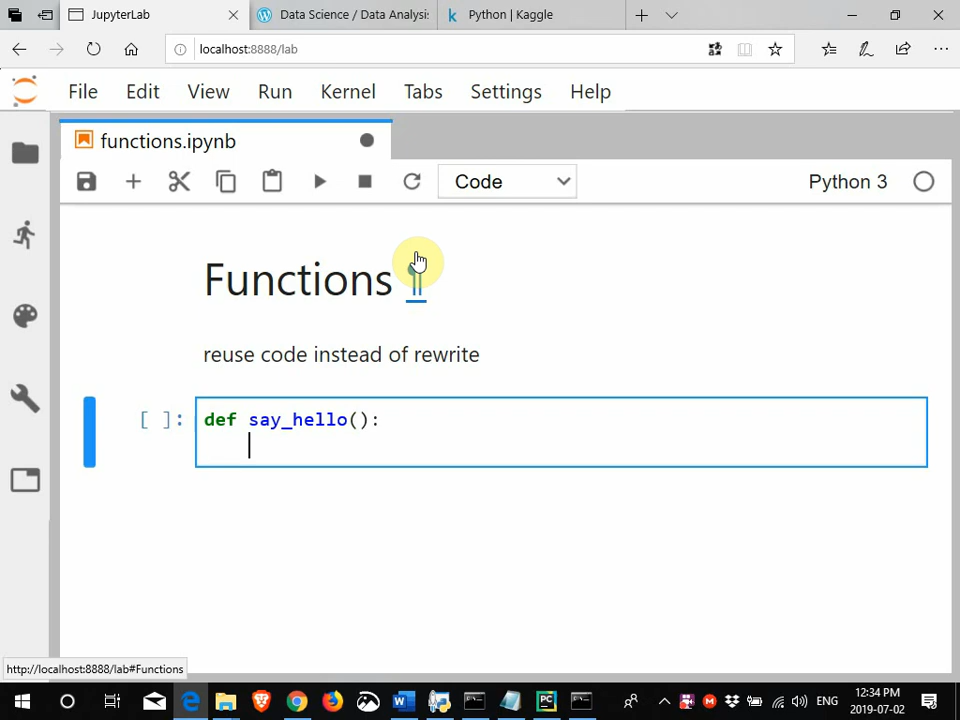 JupyterLab
Data Science / Data Analysis
Python | Kaggle
localhost:8888/lab
File Edit View Run Kernel Tabs Settings Help
functions.ipynb
Code
Python 3
Functions ¶
reuse code instead of rewrite
[ ]: def say_hello():
http://localhost:8888/lab#Functions
ENG
12:34 PM
2019-07-02